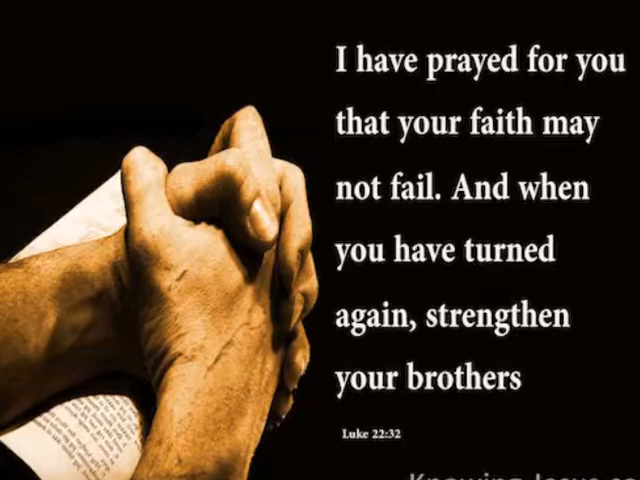 I have prayed for you
that your faith may
not fail. And when
you have turned
again, strengthen
your brothers
Luke 22:32